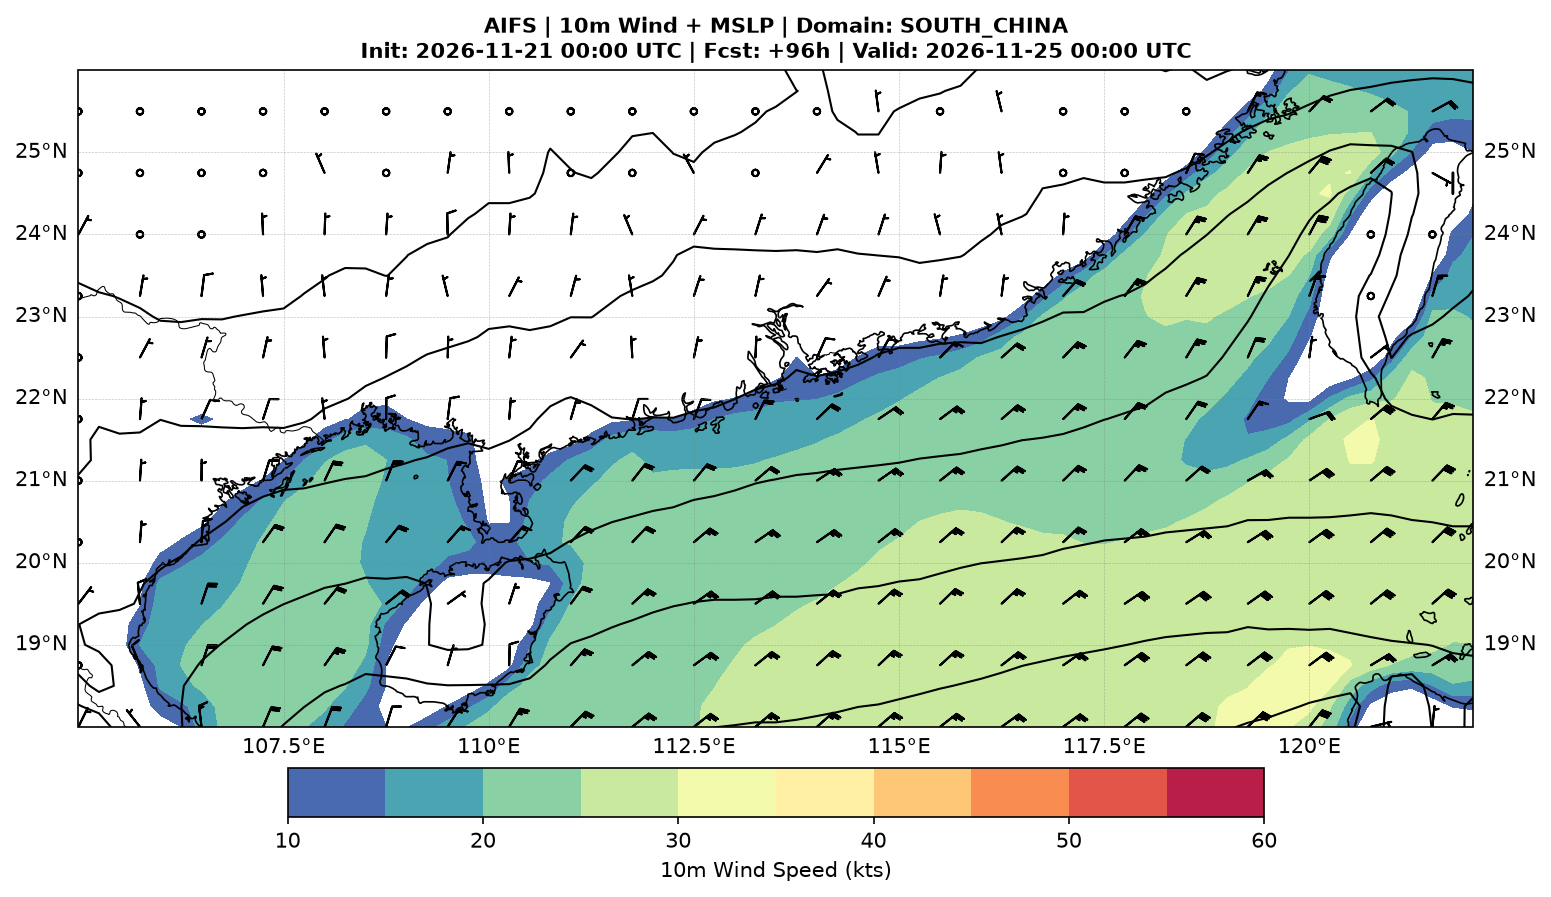 AIFS | 10m Wind + MSLP | Domain: SOUTH_CHINA
Init: 2026-11-21 00:00 UTC | Fcst: +96h | Valid: 2026-11-25 00:00 UTC
25°N 25°N
24°N 24°N
23°N 23°N
22°N 22°N
21°N 21°N
20°N 20°N
19°N 19°N
107.5°E 110°E 112.5°E 115°E 117.5°E 120°E
10 20 30 40 50 60
10m Wind Speed (kts)